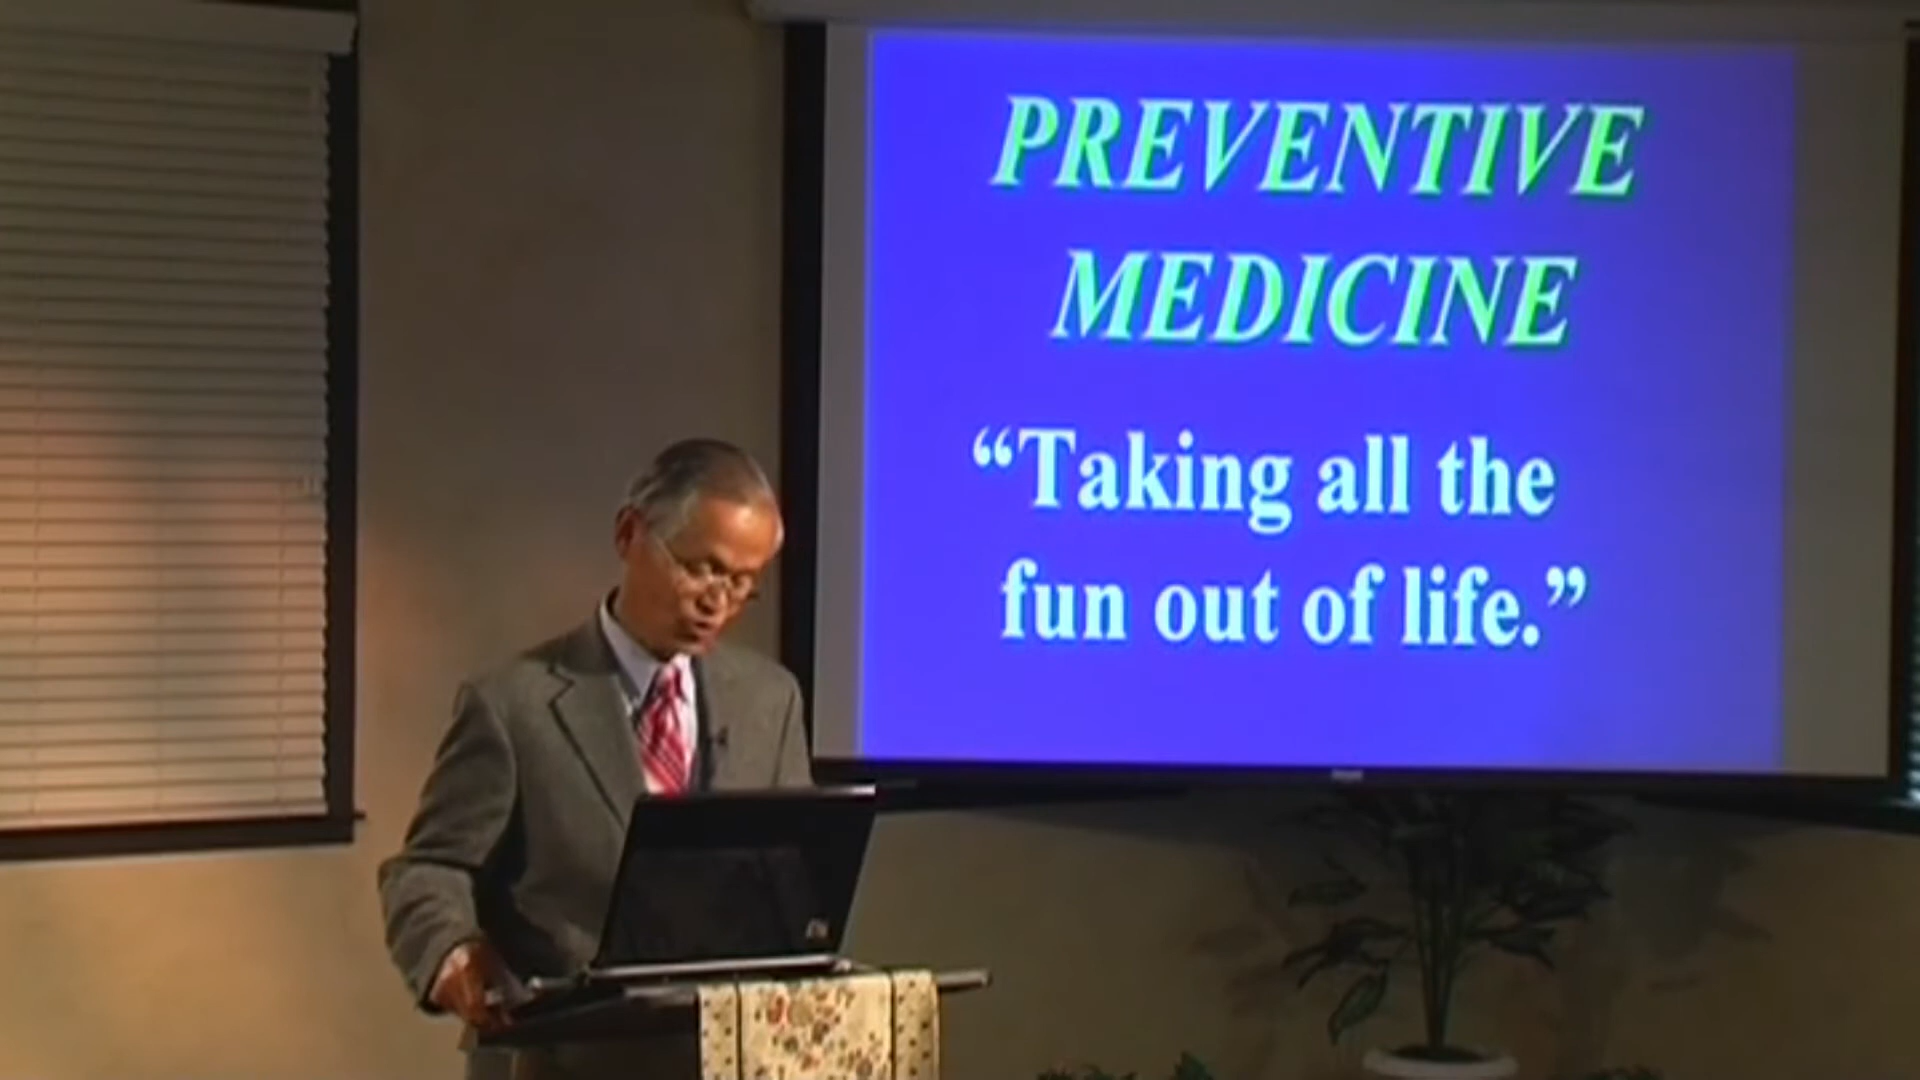 PREVENTIVE
MEDICINE
“Taking all the
fun out of life.”